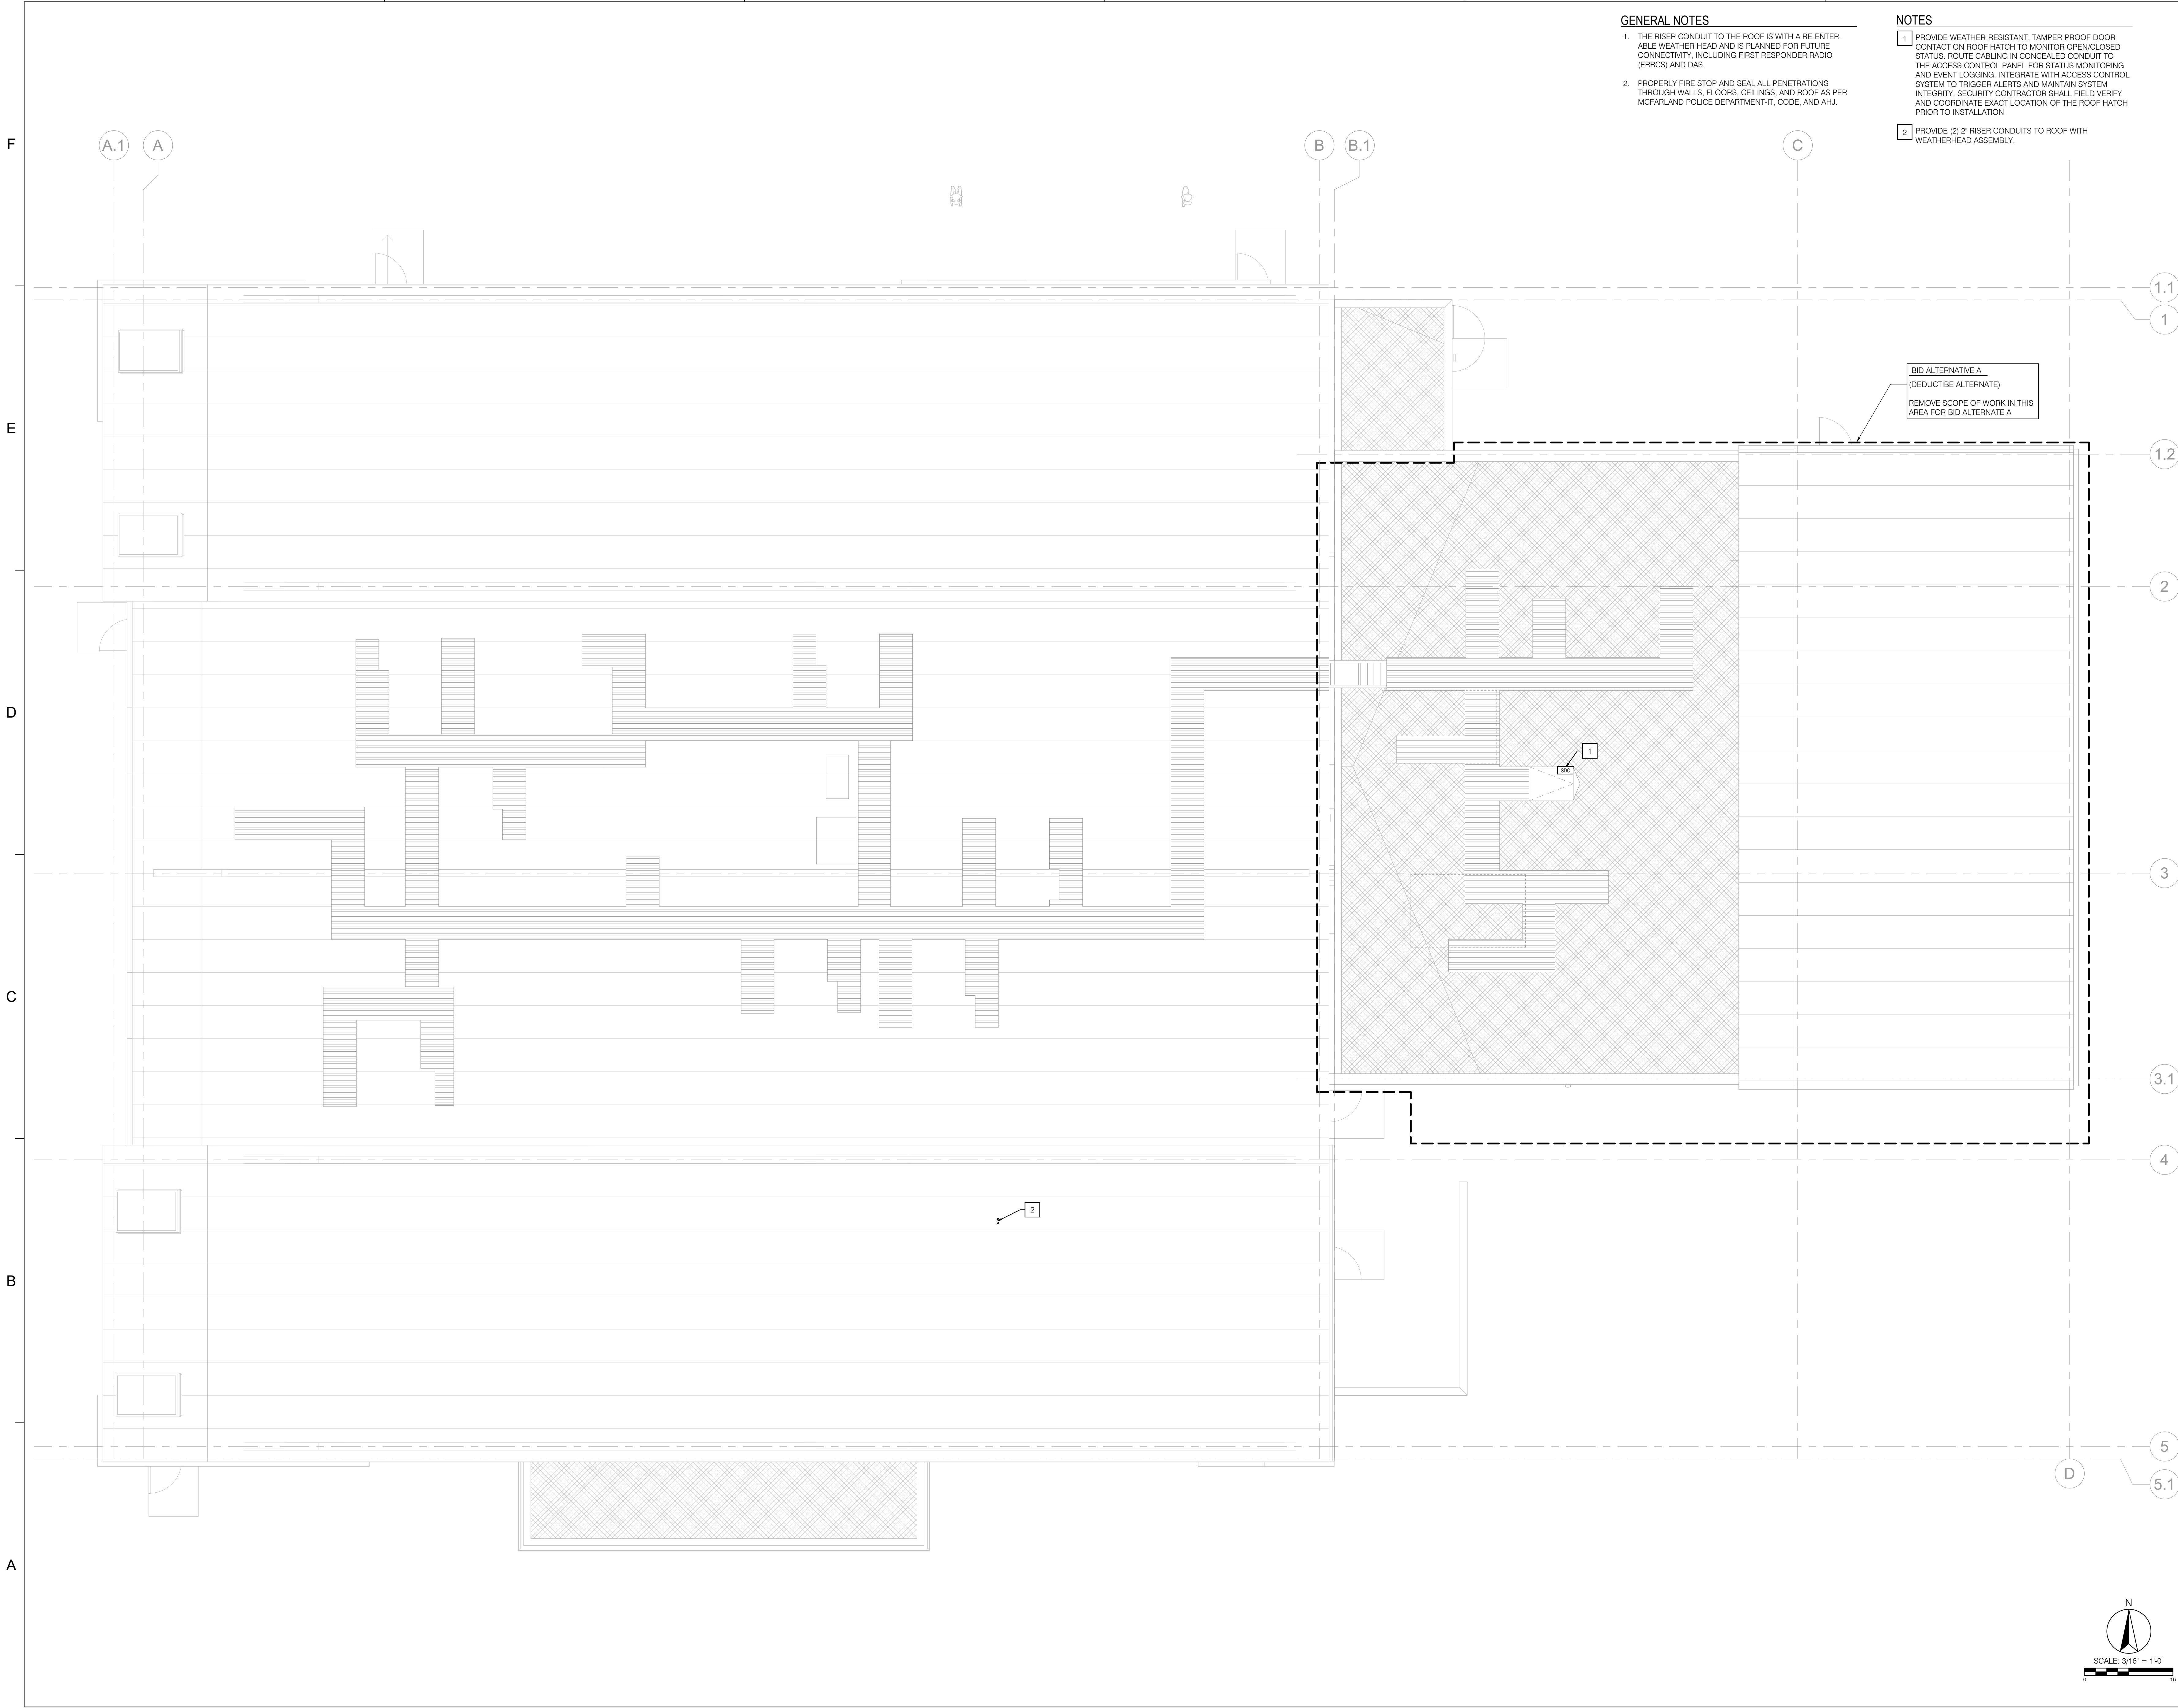 GENERAL NOTES
1. THE RISER CONDUIT TO THE ROOF IS WITH A RE-ENTER-
ABLE WEATHER HEAD AND IS PLANNED FOR FUTURE
CONNECTIVITY, INCLUDING FIRST RESPONDER RADIO
(ERRCS) AND DAS.
2. PROPERLY FIRE STOP AND SEAL ALL PENETRATIONS
THROUGH WALLS, FLOORS, CEILINGS, AND ROOF AS PER
MCFARLAND POLICE DEPARTMENT-IT, CODE, AND AHJ.
NOTES
1 PROVIDE WEATHER-RESISTANT, TAMPER-PROOF DOOR
CONTACT ON ROOF HATCH TO MONITOR OPEN/CLOSED
STATUS. ROUTE CABLING IN CONCEALED CONDUIT TO
THE ACCESS CONTROL PANEL FOR STATUS MONITORING
AND EVENT LOGGING. INTEGRATE WITH ACCESS CONTROL
SYSTEM TO TRIGGER ALERTS AND MAINTAIN SYSTEM
INTEGRITY. SECURITY CONTRACTOR SHALL FIELD VERIFY
AND COORDINATE EXACT LOCATION OF THE ROOF HATCH
PRIOR TO INSTALLATION.
2 PROVIDE (2) 2" RISER CONDUITS TO ROOF WITH
WEATHERHEAD ASSEMBLY.
F
A.1
A
B
B.1
C
1.1
1
BID ALTERNATIVE A
(DEDUCTIBE ALTERNATE)
REMOVE SCOPE OF WORK IN THIS
AREA FOR BID ALTERNATE A
E
1.2
2
D
1
SDC
3
C
3.1
4
2
B
5
D
5.1
A
N
SCALE: 3/16" = 1'-0"
0
16